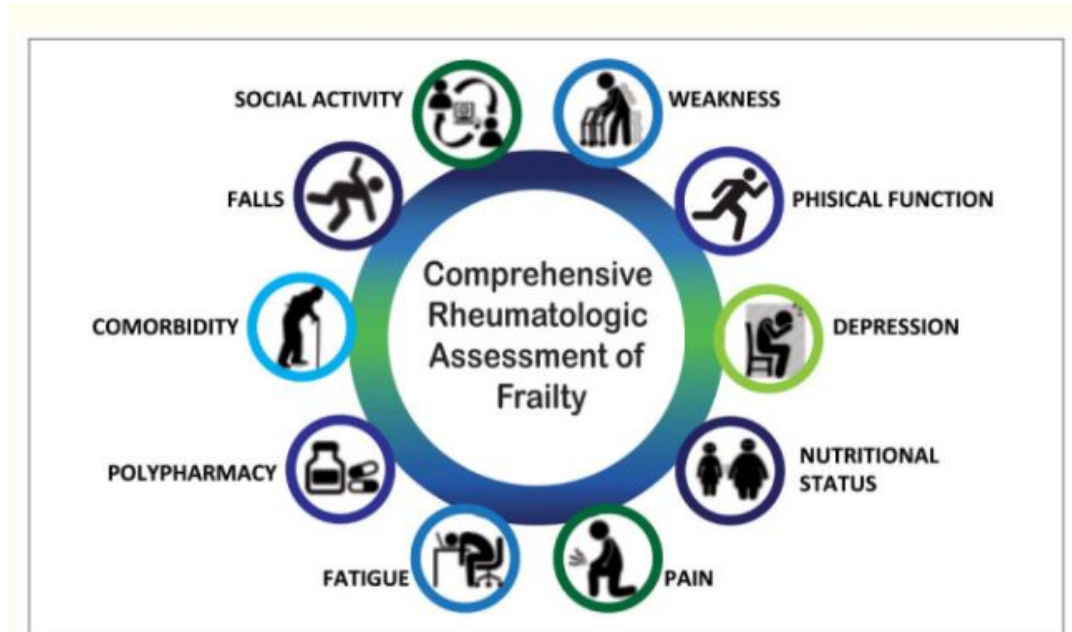 SOCIAL ACTIVITY
WEAKNESS
FALLS
PHISICAL FUNCTION
Comprehensive
Rheumatologic
Assessment of
Frailty
COMORBIDITY
DEPRESSION
POLYPHARMACY
NUTRITIONAL
STATUS
FATIGUE
PAIN